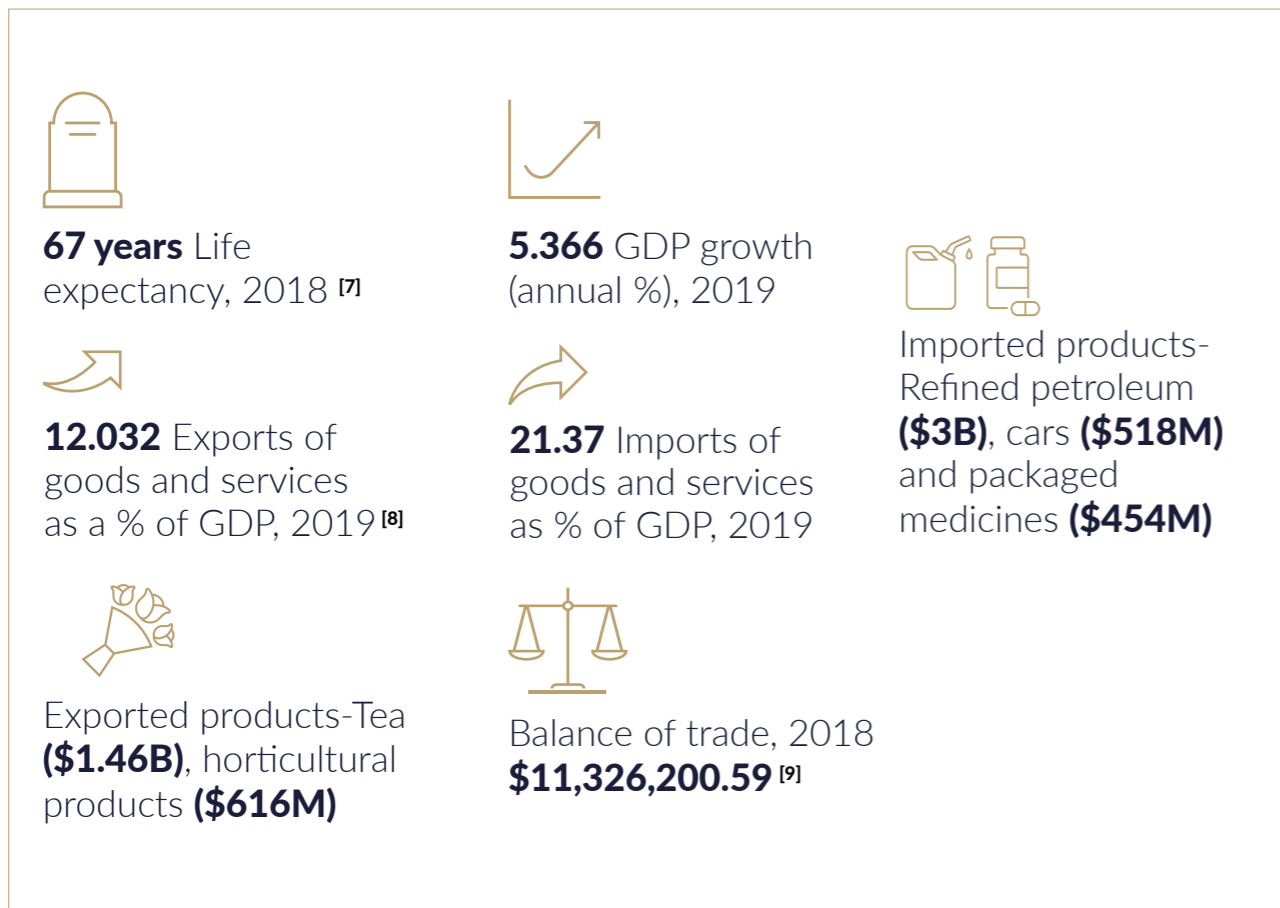 67 years Life
expectancy, 2018 [7]
5.366 GDP growth
(annual %), 2019
12.032 Exports of
goods and services
as a % of GDP, 2019 [8]
21.37 Imports of
goods and services
as % of GDP, 2019
Imported products-
Refined petroleum
($3B), cars ($518M)
and packaged
medicines ($454M)
Exported products-Tea
($1.46B), horticultural
products ($616M)
Balance of trade, 2018
$11,326,200.59 [9]